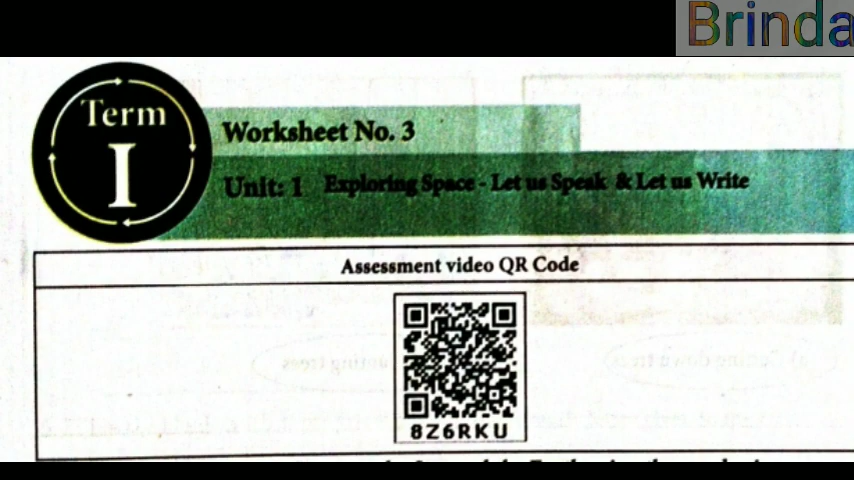 Brinda
Term
I
Worksheet No. 3
Unit: 1 Exploring Space - Let us Speak & Let us Write
Assessment video QR Code
8Z6RKU